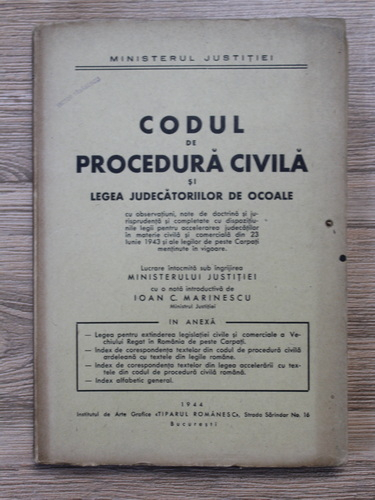 MINISTERUL JUSTIȚIEI
CODUL
DE
PROCEDURĂ CIVILĂ
ȘI
LEGEA JUDECĂTORIILOR DE OCOALE
cu observațiuni, note de doctrină și ju-
risprudență și completate cu dispozițiu-
nile legii pentru accelerarea judecăților
în materie civilă și comercială din 23
Iunie 1943 și ale legilor de peste Carpați
menținute în vigoare.
Lucrare întocmită sub îngrijirea
MINISTERULUI JUSTIȚIEI
cu o notă introductivă de
IOAN C. MARINESCU
Ministrul Justiției
IN ANEXĂ
— Legea pentru extinderea legislației civile și comerciale a Ve-
chiului Regat în România de peste Carpați.
— Index de corespondența textelor din codul de procedură civilă
ardeleană cu textele din legile române.
— Index de corespondența textelor din legea accelerării cu tex-
tele din codul de procedură civilă română.
— Index alfabetic general.
1944
Institutul de Arte Grafice «TIPARUL ROMÂNESC», Strada Sărindar No. 16
București